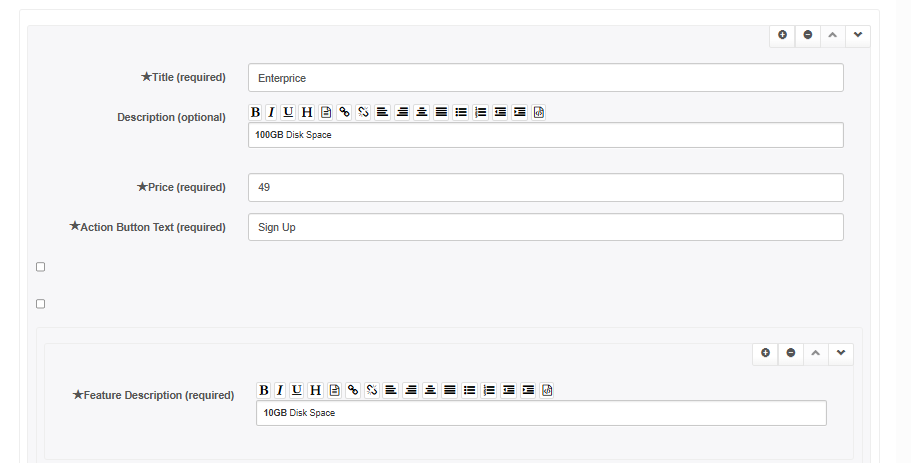 ★Title (required)
Enterprice
Description (optional)
B I U H
100GB Disk Space
★Price (required)
49
★Action Button Text (required)
Sign Up
★Feature Description (required)
B I U H
10GB Disk Space